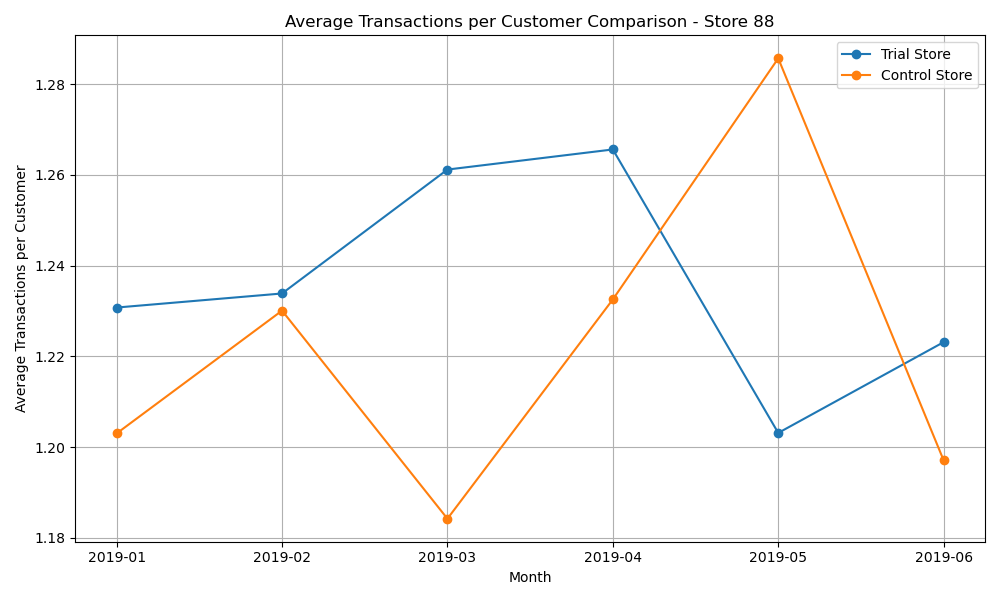 Average Transactions per Customer Comparison - Store 88
Trial Store
Control Store
Average Transactions per Customer
1.28
1.26
1.24
1.22
1.20
1.18
2019-01
2019-02
2019-03
2019-04
2019-05
2019-06
Month